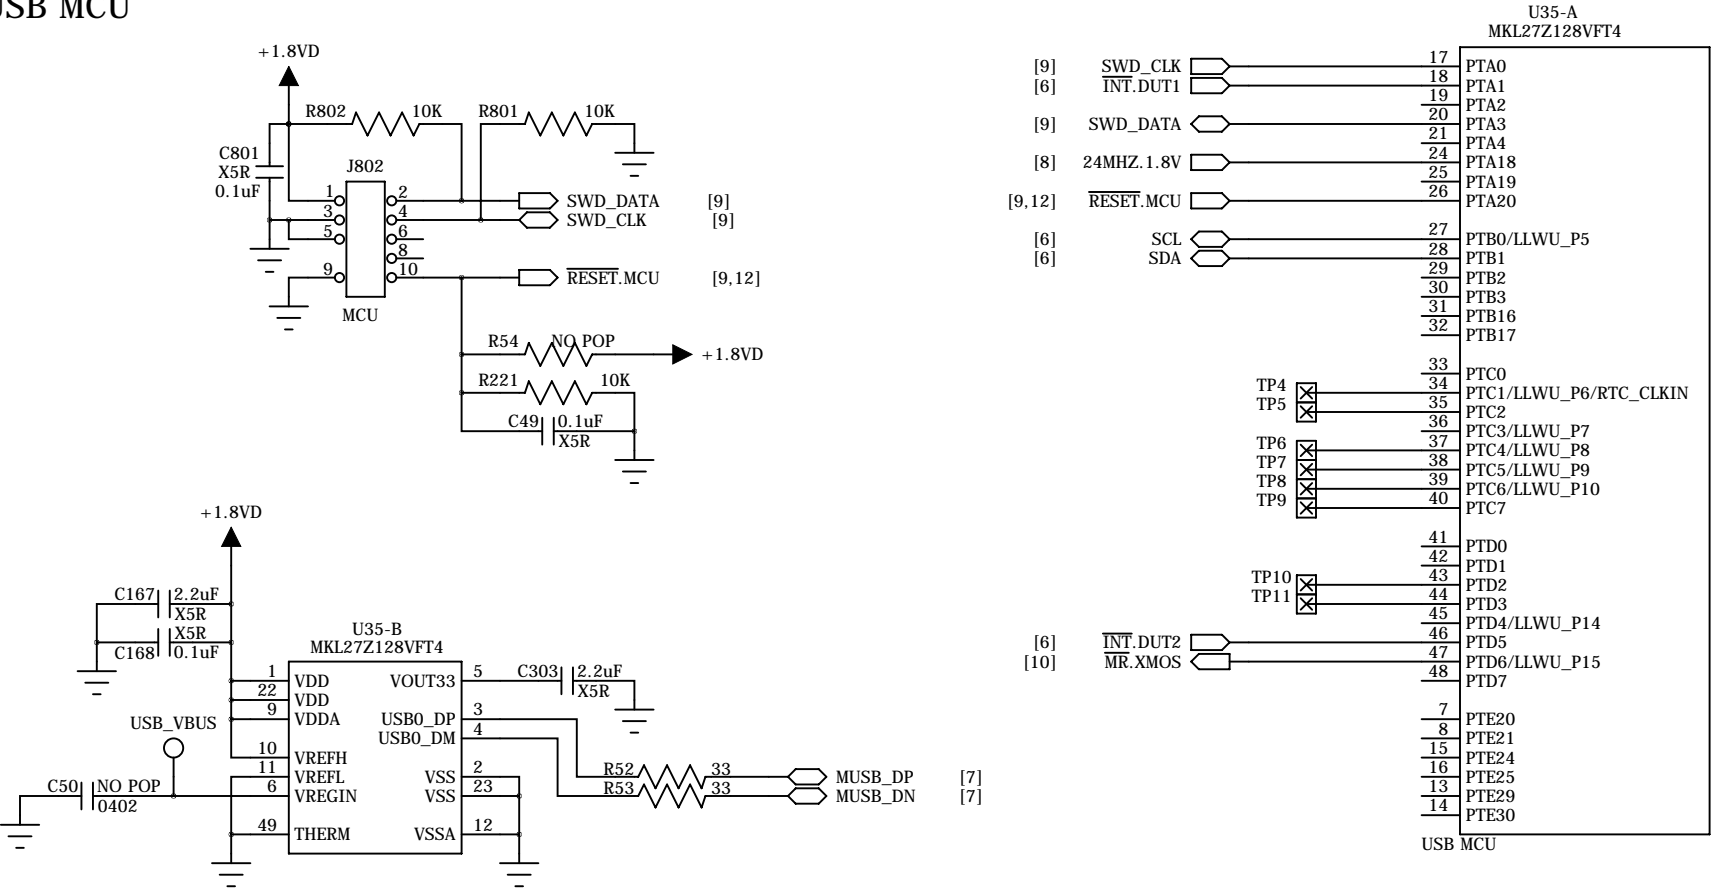 USB MCU
+1.8VD
R802 10K R801 10K
C801
X5R
0.1uF
J802
1 2 SWD_DATA [9]
3 4 SWD_CLK [9]
5 6
8
9 10 RESET.MCU [9,12]
MCU
R54 NO POP +1.8VD
R221 10K
C49 0.1uF
X5R
+1.8VD
C167 2.2uF
X5R
X5R
C168 0.1uF
U35-B
MKL27Z128VFT4
1 VDD VOUT33 5 C303 2.2uF
X5R
22 VDD
9 VDDA USB0_DP 3
USB0_DM 4
USB_VBUS
10 VREFH
11 VREFL VSS 2 R52 33 MUSB_DP [7]
C50 NO POP 6 VREGIN VSS 23 R53 33 MUSB_DN [7]
0402
49 THERM VSSA 12
U35-A
MKL27Z128VFT4
[9] SWD_CLK 17 PTA0
[6] INT.DUT1 18 PTA1
19 PTA2
[9] SWD_DATA 20 PTA3
21 PTA4
[8] 24MHZ.1.8V 24 PTA18
25 PTA19
[9,12] RESET.MCU 26 PTA20
[6] SCL 27 PTB0/LLWU_P5
[6] SDA 28 PTB1
29 PTB2
30 PTB3
31 PTB16
32 PTB17
33 PTC0
TP4 34 PTC1/LLWU_P6/RTC_CLKIN
TP5 35 PTC2
36 PTC3/LLWU_P7
TP6 37 PTC4/LLWU_P8
TP7 38 PTC5/LLWU_P9
TP8 39 PTC6/LLWU_P10
TP9 40 PTC7
41 PTD0
42 PTD1
TP10 43 PTD2
TP11 44 PTD3
45 PTD4/LLWU_P14
[6] INT.DUT2 46 PTD5
[10] MR.XMOS 47 PTD6/LLWU_P15
48 PTD7
7 PTE20
8 PTE21
15 PTE24
16 PTE25
13 PTE29
14 PTE30
USB MCU